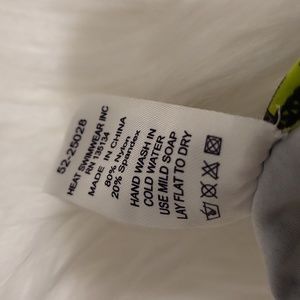 52-25028
HEAT SWIMWEAR INC
RN 135134
MADE IN CHINA
80% Nylon
20% Spandex
HAND WASH IN
COLD WATER
USE MILD SOAP
LAY FLAT TO DRY